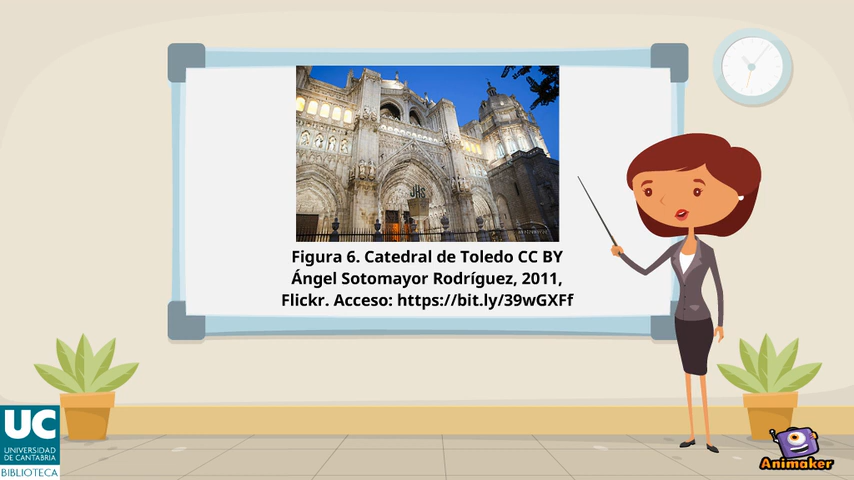 JHS
Figura 6. Catedral de Toledo CC BY
Ángel Sotomayor Rodríguez, 2011,
Flickr. Acceso: https://bit.ly/39wGXFf
UC
UNIVERSIDAD
DE CANTABRIA
BIBLIOTECA
Animaker